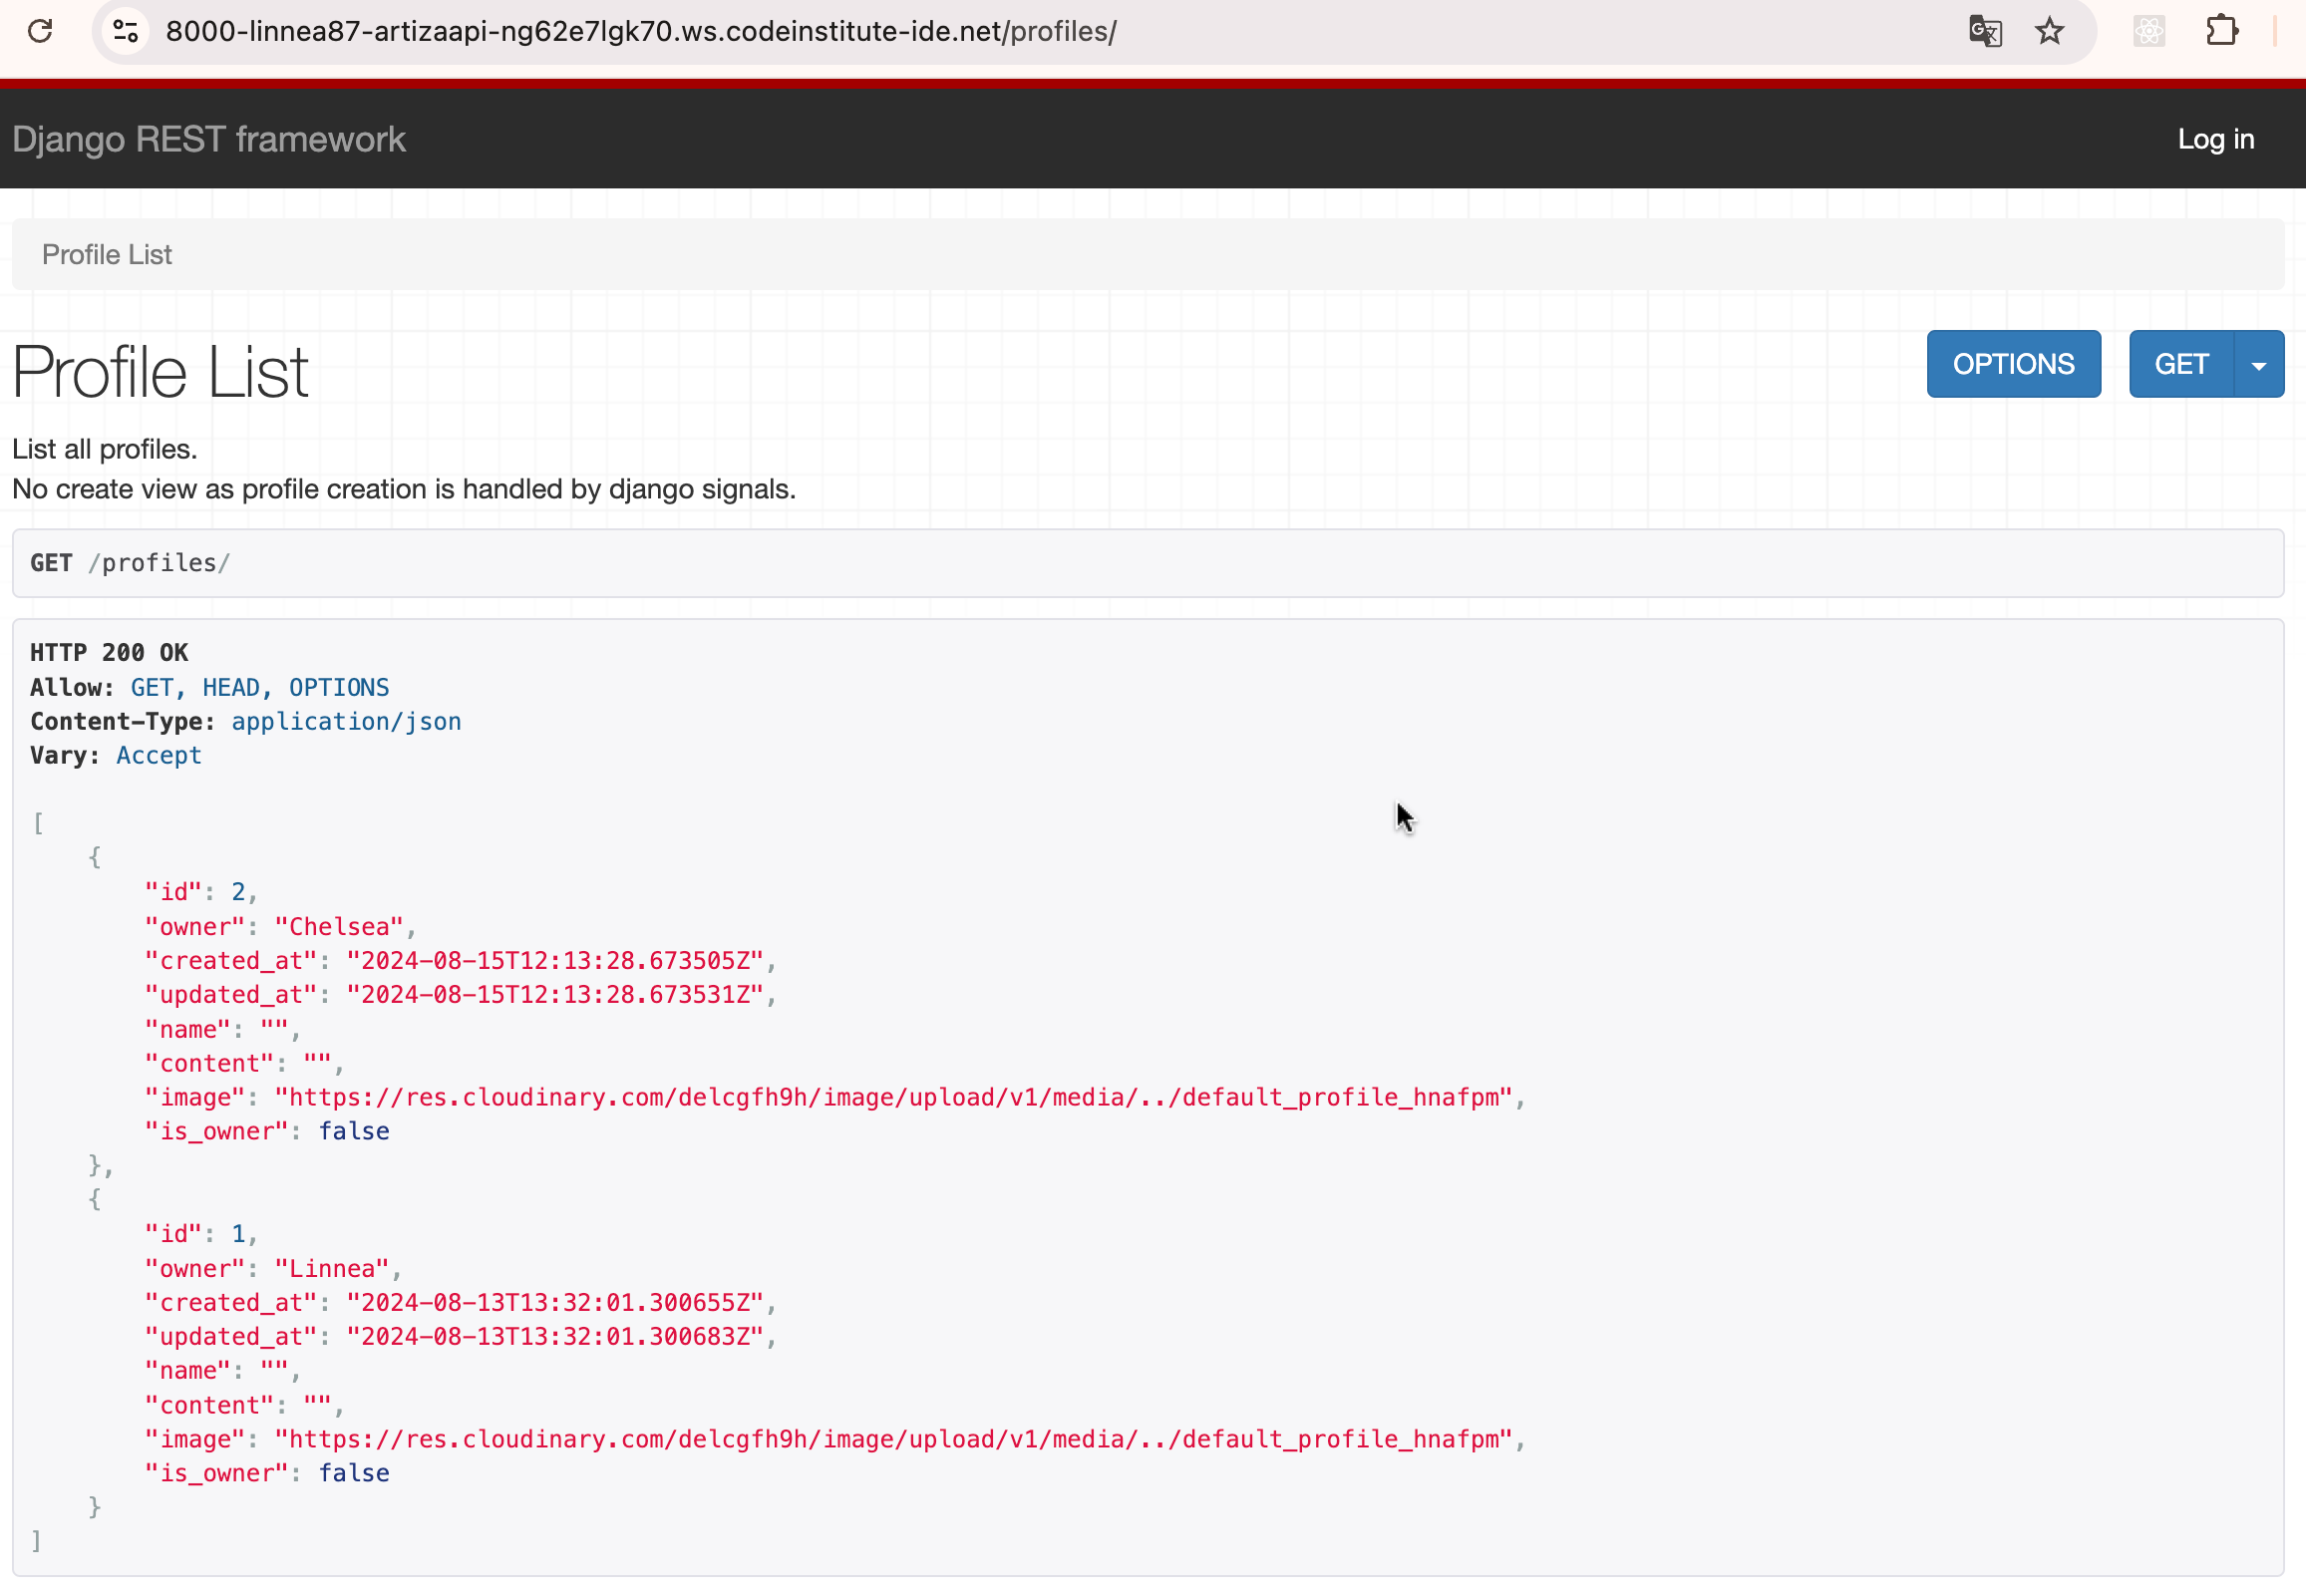 8000-linnea87-artizaapi-ng62e7lgk70.ws.codeinstitute-ide.net/profiles/
Django REST framework
Log in
Profile List
Profile List
OPTIONS
GET
List all profiles.
No create view as profile creation is handled by django signals.
GET /profiles/
HTTP 200 OK
Allow: GET, HEAD, OPTIONS
Content-Type: application/json
Vary: Accept
[
    {
        "id": 2,
        "owner": "Chelsea",
        "created_at": "2024-08-15T12:13:28.673505Z",
        "updated_at": "2024-08-15T12:13:28.673531Z",
        "name": "",
        "content": "",
        "image": "https://res.cloudinary.com/delcgfh9h/image/upload/v1/media/../default_profile_hnafpm",
        "is_owner": false
    },
    {
        "id": 1,
        "owner": "Linnea",
        "created_at": "2024-08-13T13:32:01.300655Z",
        "updated_at": "2024-08-13T13:32:01.300683Z",
        "name": "",
        "content": "",
        "image": "https://res.cloudinary.com/delcgfh9h/image/upload/v1/media/../default_profile_hnafpm",
        "is_owner": false
    }
]